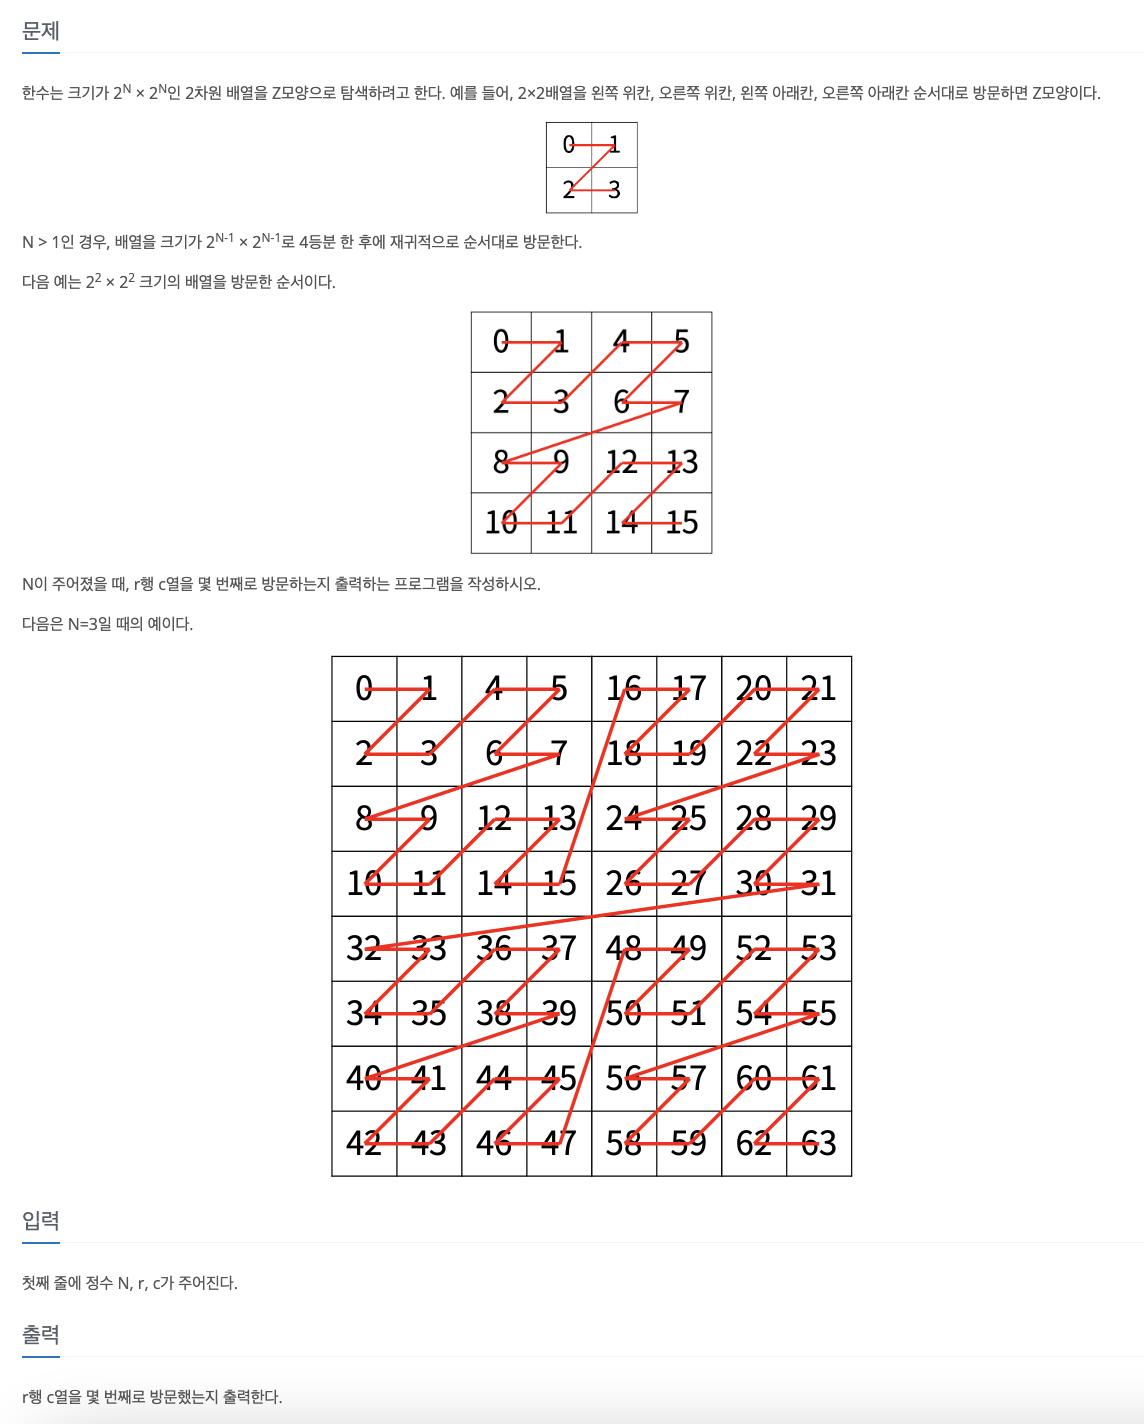 문제
한수는 크기가 2^N × 2^N인 2차원 배열을 Z모양으로 탐색하려고 한다. 예를 들어, 2×2배열을 왼쪽 위칸, 오른쪽 위칸, 왼쪽 아래칸, 오른쪽 아래칸 순서대로 방문하면 Z모양이다.
0 1
2 3
N > 1인 경우, 배열을 크기가 2^N-1 × 2^N-1로 4등분 한 후에 재귀적으로 순서대로 방문한다.
다음 예는 2^2 × 2^2 크기의 배열을 방문한 순서이다.
0 1 4 5
2 3 6 7
8 9 12 13
10 11 14 15
N이 주어졌을 때, r행 c열을 몇 번째로 방문하는지 출력하는 프로그램을 작성하시오.
다음은 N=3일 때의 예이다.
0 1 4 5 16 17 20 21
2 3 6 7 18 19 22 23
8 9 12 13 24 25 28 29
10 11 14 15 26 27 30 31
32 33 36 37 48 49 52 53
34 35 38 39 50 51 54 55
40 41 44 45 56 57 60 61
42 43 46 47 58 59 62 63
입력
첫째 줄에 정수 N, r, c가 주어진다.
출력
r행 c열을 몇 번째로 방문했는지 출력한다.